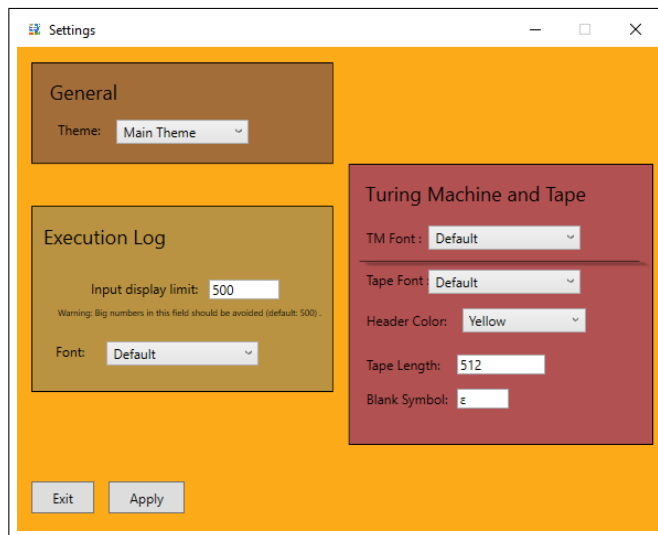 Settings
General
Theme: Main Theme
Execution Log
Input display limit: 500
Warning: Big numbers in this field should be avoided (default: 500) .
Font: Default
Turing Machine and Tape
TM Font : Default
Tape Font : Default
Header Color: Yellow
Tape Length: 512
Blank Symbol: ε
Exit Apply